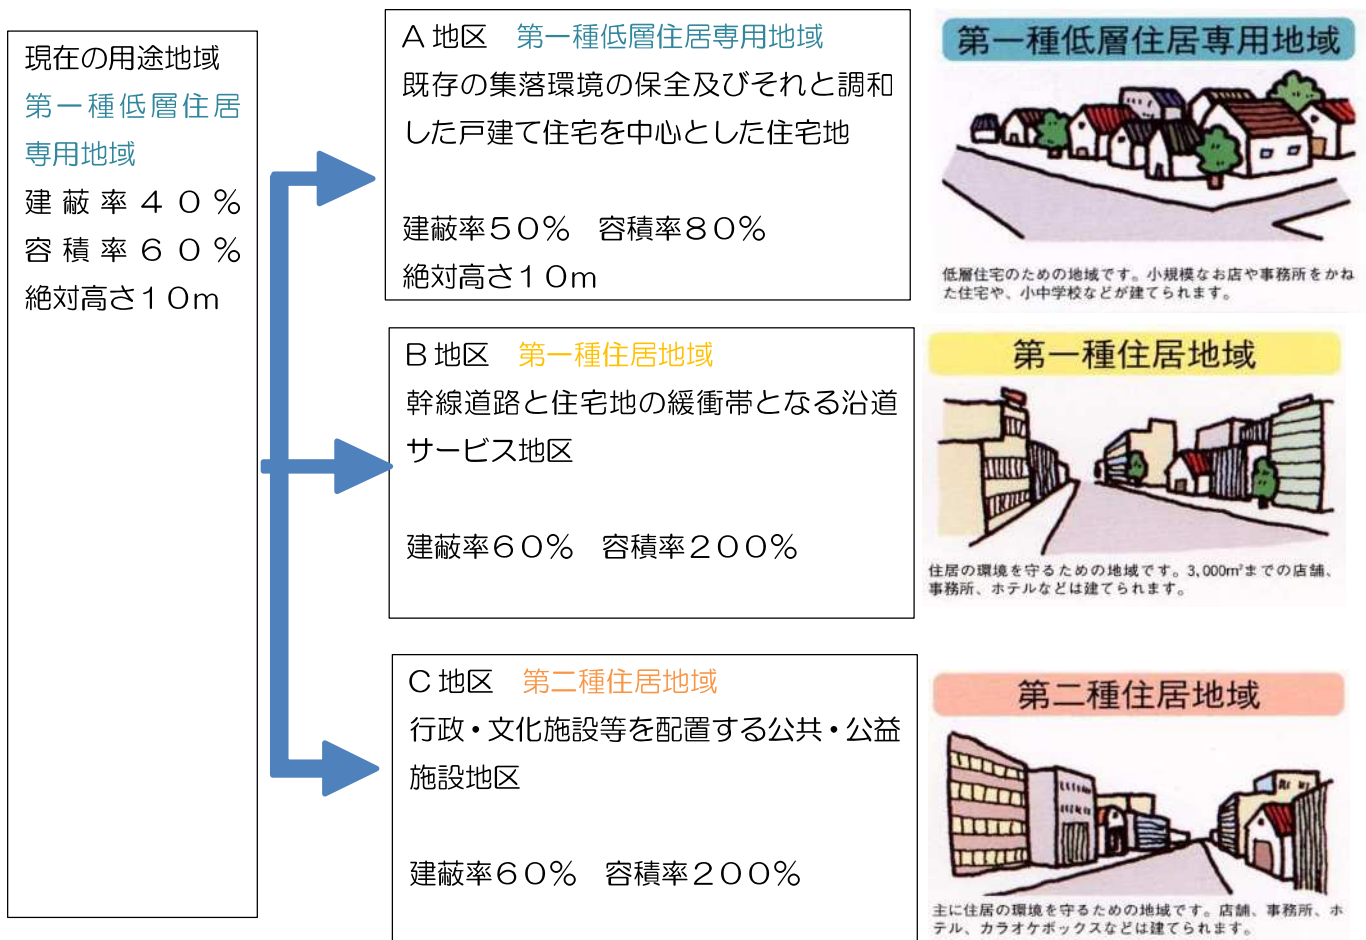 現在の用途地域
第一種低層住居
専用地域
建蔽率４０％
容積率６０％
絶対高さ１０ｍ
A 地区　第一種低層住居専用地域
既存の集落環境の保全及びそれと調和
した戸建て住宅を中心とした住宅地
建蔽率５０％　容積率８０％
絶対高さ１０ｍ
第一種低層住居専用地域
低層住宅のための地域です。小規模なお店や事務所をかね
た住宅や、小中学校などが建てられます。
B 地区　第一種住居地域
幹線道路と住宅地の緩衝帯となる沿道
サービス地区
建蔽率６０％　容積率２００％
第一種住居地域
住居の環境を守るための地域です。3,000㎡までの店舗、
事務所、ホテルなどは建てられます。
C 地区　第二種住居地域
行政・文化施設等を配置する公共・公益
施設地区
建蔽率６０％　容積率２００％
第二種住居地域
主に住居の環境を守るための地域です。店舗、事務所、ホ
テル、カラオケボックスなどは建てられます。